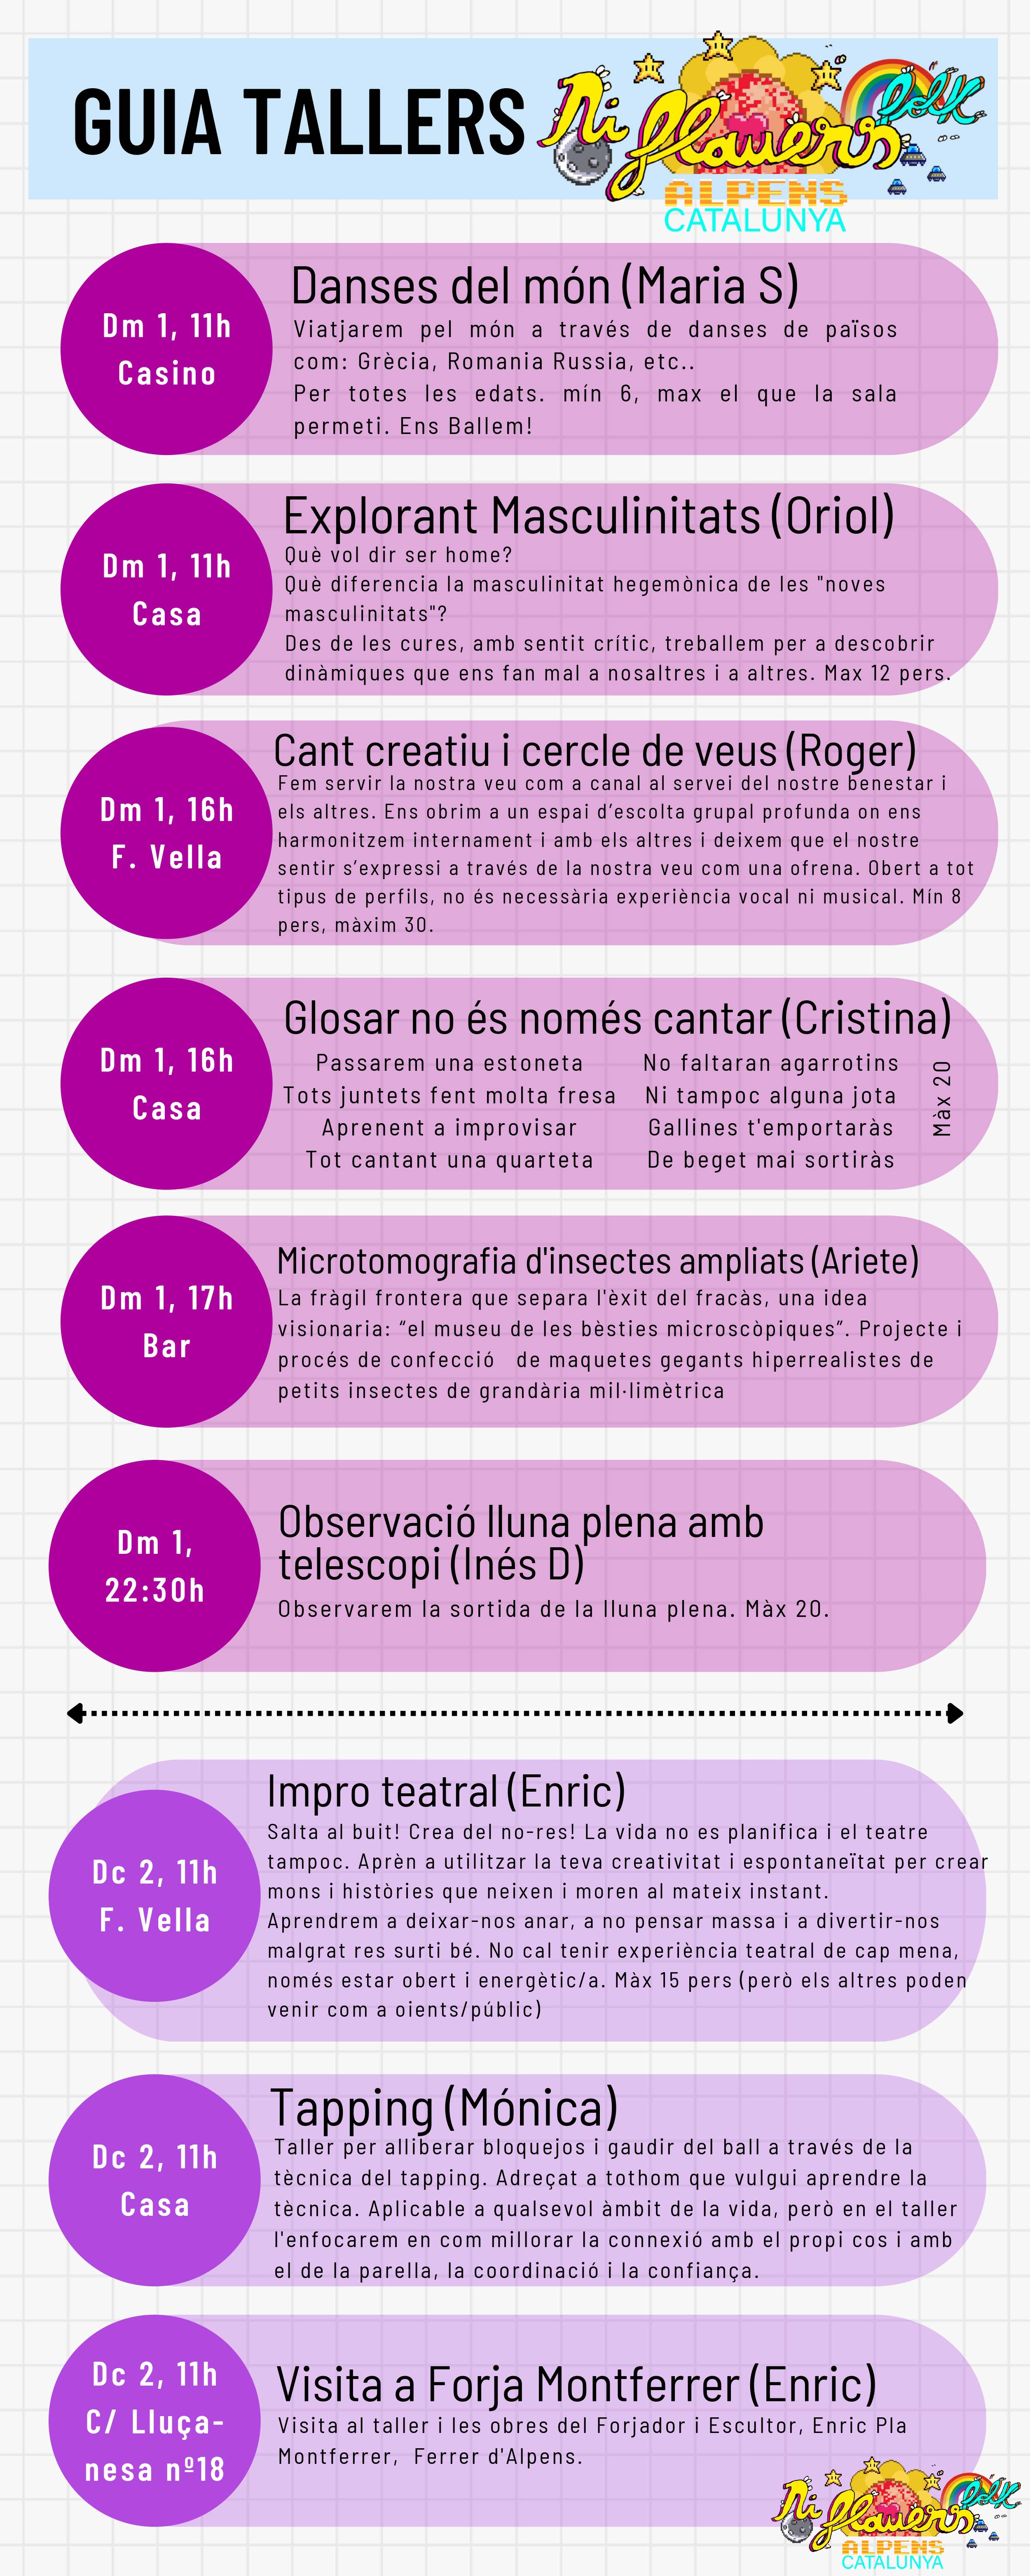 GUIA TALLERS
Ni flowers folk
ALPENS
CATALUNYA
Dm 1, 11h
Casino
Danses del món (Maria S)
Viatjarem pel món a través de danses de països
com: Grècia, Romania Russia, etc..
Per totes les edats. mín 6, max el que la sala
permeti. Ens Ballem!
Dm 1, 11h
Casa
Explorant Masculinitats (Oriol)
Què vol dir ser home?
Què diferencia la masculinitat hegemònica de les "noves
masculinitats"?
Des de les cures, amb sentit crític, treballem per a descobrir
dinàmiques que ens fan mal a nosaltres i a altres. Max 12 pers.
Dm 1, 16h
F. Vella
Cant creatiu i cercle de veus (Roger)
Fem servir la nostra veu com a canal al servei del nostre benestar i
els altres. Ens obrim a un espai d’escolta grupal profunda on ens
harmonitzem internament i amb els altres i deixem que el nostre
sentir s’expressi a través de la nostra veu com una ofrena. Obert a tot
tipus de perfils, no és necessària experiència vocal ni musical. Mín 8
pers, màxim 30.
Dm 1, 16h
Casa
Glosar no és només cantar (Cristina)
Passarem una estoneta
Tots juntets fent molta fresa
Aprenent a improvisar
Tot cantant una quarteta
No faltaran agarrotins
Ni tampoc alguna jota
Gallines t'emportaràs
De beget mai sortiràs
Màx 20
Dm 1, 17h
Bar
Microtomografia d'insectes ampliats (Ariete)
La fràgil frontera que separa l'èxit del fracàs, una idea
visionaria: “el museu de les bèsties microscòpiques”. Projecte i
procés de confecció de maquetes gegants hiperrealistes de
petits insectes de grandària mil·limètrica
Dm 1,
22:30h
Observació lluna plena amb
telescopi (Inés D)
Observarem la sortida de la lluna plena. Màx 20.
Dc 2, 11h
F. Vella
Impro teatral (Enric)
Salta al buit! Crea del no-res! La vida no es planifica i el teatre
tampoc. Aprèn a utilitzar la teva creativitat i espontaneïtat per crear
mons i històries que neixen i moren al mateix instant.
Aprendrem a deixar-nos anar, a no pensar massa i a divertir-nos
malgrat res surti bé. No cal tenir experiència teatral de cap mena,
només estar obert i energètic/a. Màx 15 pers (però els altres poden
venir com a oients/públic)
Dc 2, 11h
Casa
Tapping (Mónica)
Taller per alliberar bloquejos i gaudir del ball a través de la
tècnica del tapping. Adreçat a tothom que vulgui aprendre la
tècnica. Aplicable a qualsevol àmbit de la vida, però en el taller
l'enfocarem en com millorar la connexió amb el propi cos i amb
el de la parella, la coordinació i la confiança.
Dc 2, 11h
C/ Lluça-
nesa nº18
Visita a Forja Montferrer (Enric)
Visita al taller i les obres del Forjador i Escultor, Enric Pla
Montferrer, Ferrer d'Alpens.
Ni flowers folk
ALPENS
CATALUNYA